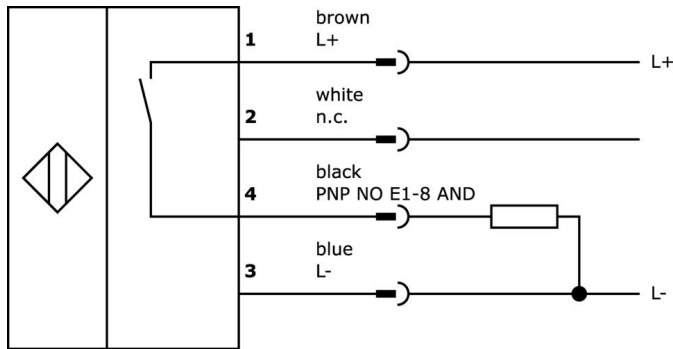 brown
1 L+
L+
white
2 n.c.
black
4 PNP NO E1-8 AND
blue
3 L-
L-